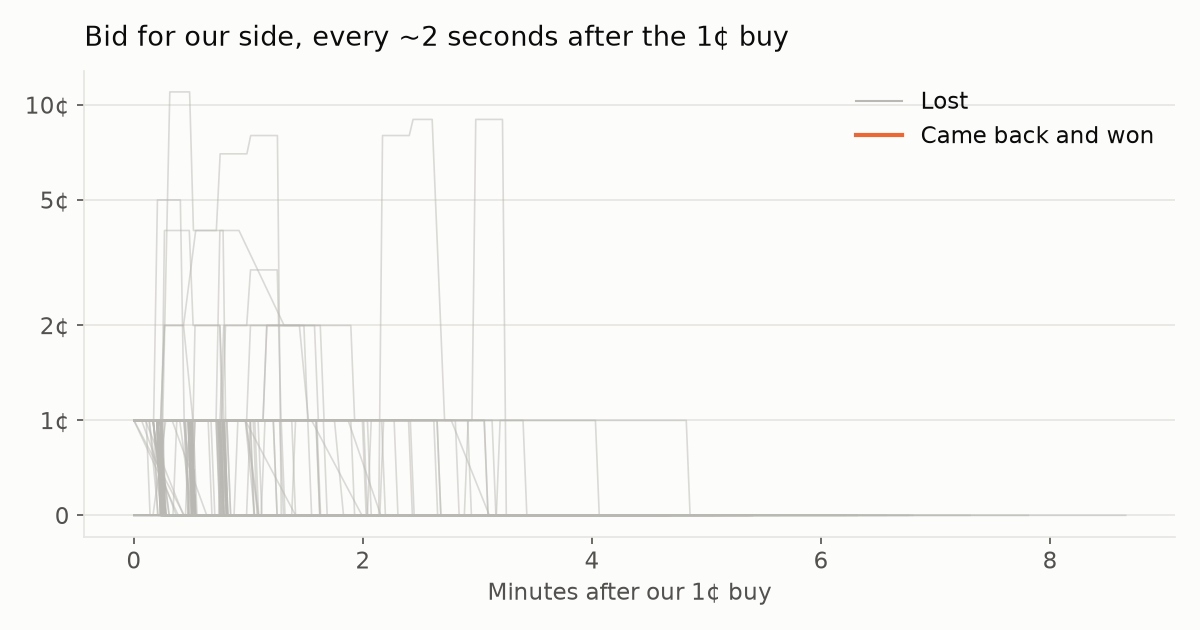 Bid for our side, every ~2 seconds after the 1¢ buy
Lost
Came back and won
10¢
5¢
2¢
1¢
0
0 2 4 6 8
Minutes after our 1¢ buy